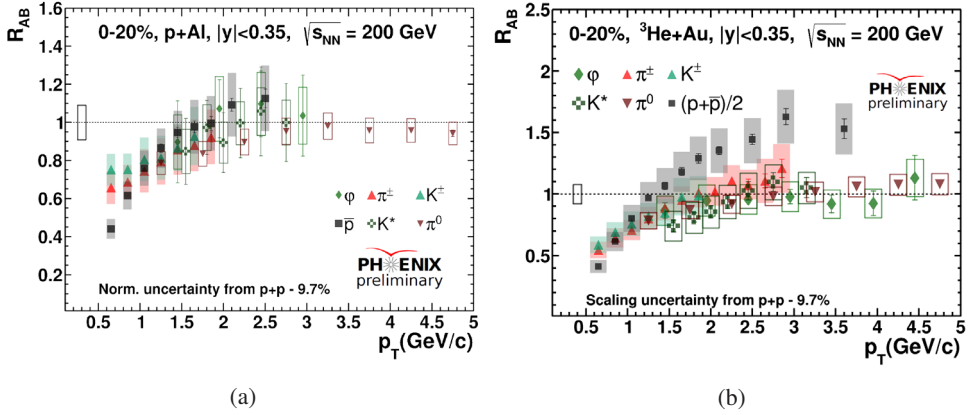 (a)
R_AB
0-20%, p+Al, |y|<0.35, √s_NN = 200 GeV
1.6
1.4
1.2
1
0.8
0.6
0.4
0.2
φ π± K±
p̅ K* π⁰
PHENIX
preliminary
Norm. uncertainty from p+p - 9.7%
0.5 1 1.5 2 2.5 3 3.5 4 4.5 5
p_T(GeV/c)
(b)
R_AB
0-20%, ³He+Au, |y|<0.35, √s_NN = 200 GeV
2.5
2
1.5
1
0.5
φ π± K±
K* π⁰ (p+p̅)/2
PHENIX
preliminary
Scaling uncertainty from p+p - 9.7%
0.5 1 1.5 2 2.5 3 3.5 4 4.5 5
p_T(GeV/c)
(a)
(b)